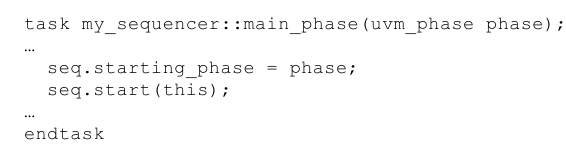 task my_sequencer::main_phase(uvm_phase phase);
…
  seq.starting_phase = phase;
  seq.start(this);
…
endtask